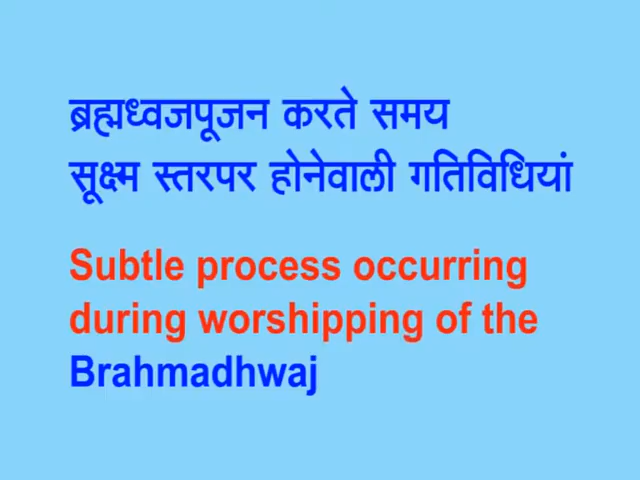 ब्रह्मध्वजपूजन करते समय
सूक्ष्म स्तरपर होनेवाली गतिविधियां
Subtle process occurring
during worshipping of the
Brahmadhwaj